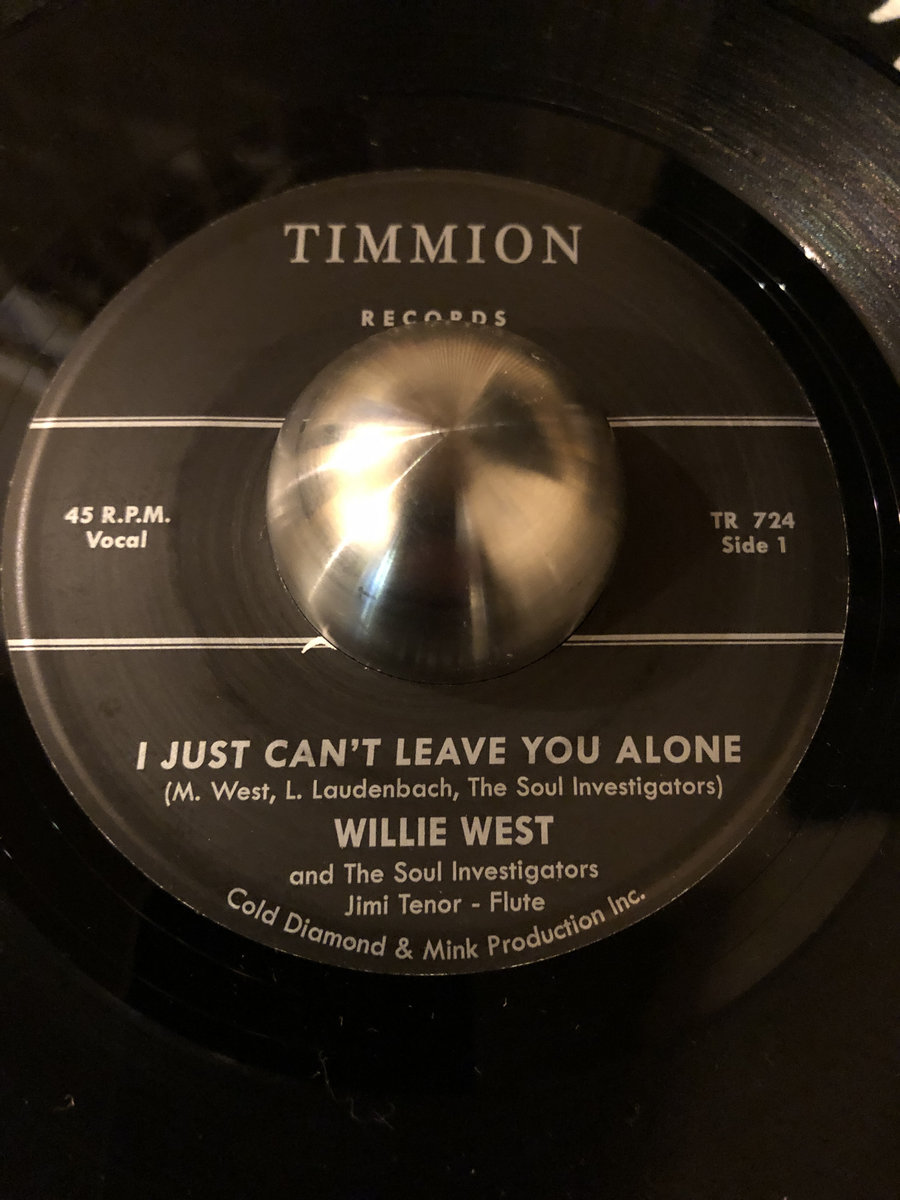 TIMMION
RECORDS
45 R.P.M.
Vocal
TR 724
Side 1
I JUST CAN'T LEAVE YOU ALONE
(M. West, L. Laudenbach, The Soul Investigators)
WILLIE WEST
and The Soul Investigators
Jimi Tenor - Flute
Cold Diamond & Mink Production Inc.